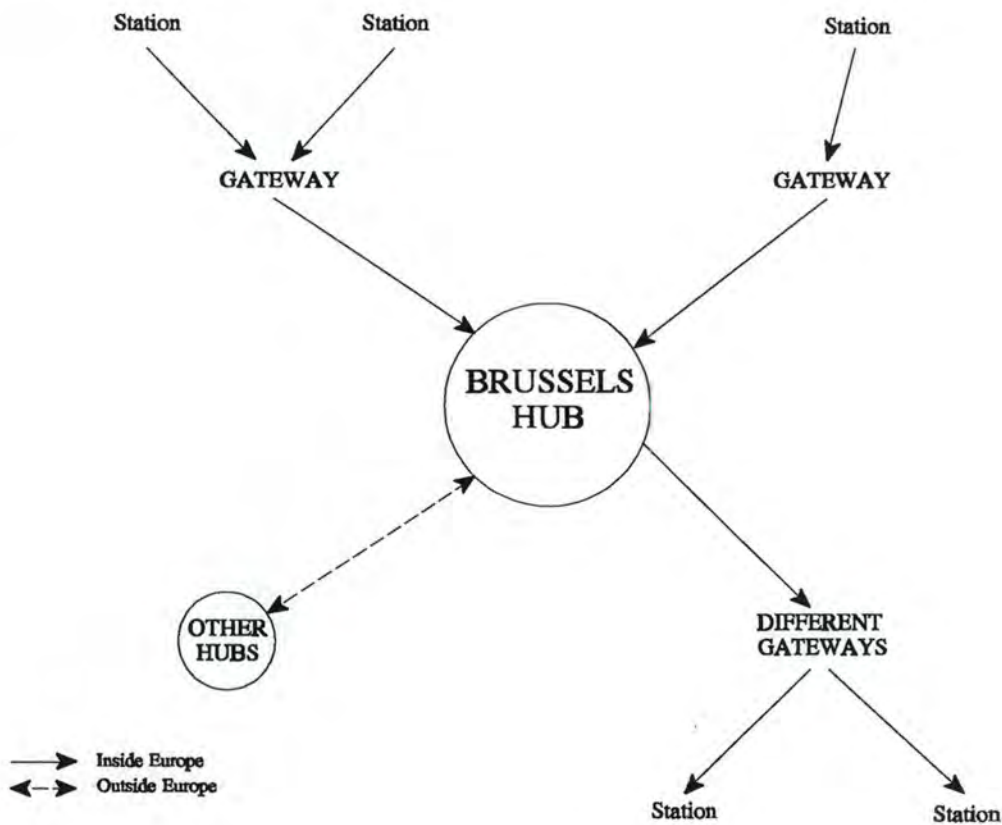 Station
Station
Station
GATEWAY
GATEWAY
BRUSSELS
HUB
OTHER
HUBS
DIFFERENT
GATEWAYS
Inside Europe
Outside Europe
Station
Station